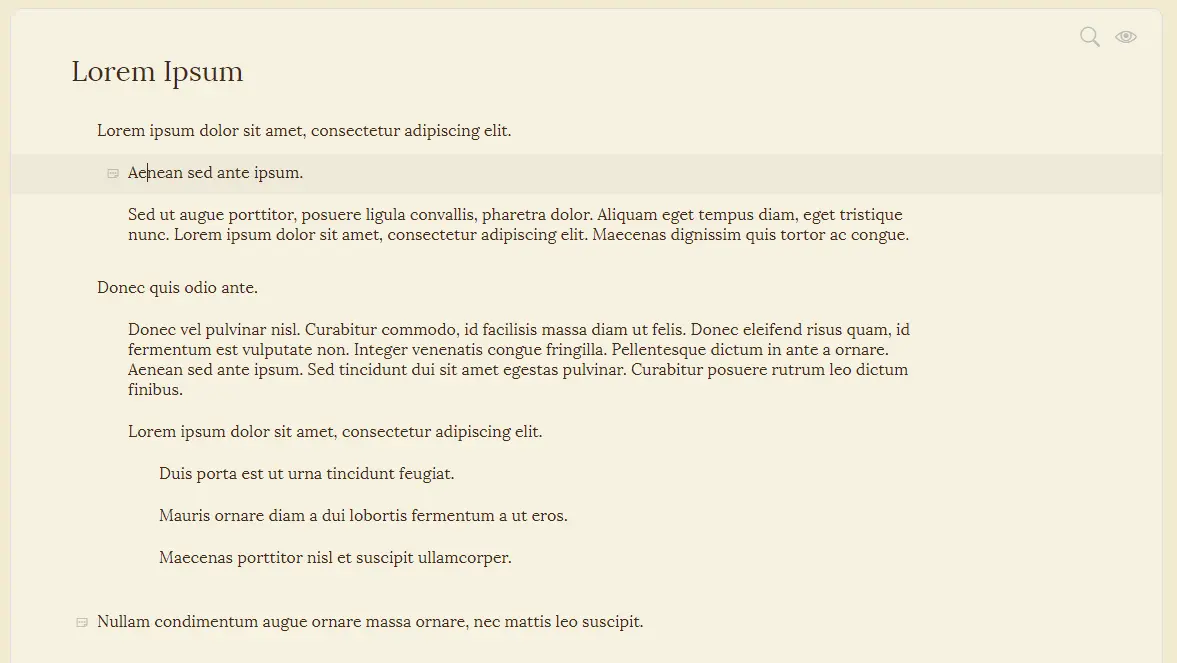 Lorem Ipsum
Lorem ipsum dolor sit amet, consectetur adipiscing elit.
Aenean sed ante ipsum.
Sed ut augue porttitor, posuere ligula convallis, pharetra dolor. Aliquam eget tempus diam, eget tristique
nunc. Lorem ipsum dolor sit amet, consectetur adipiscing elit. Maecenas dignissim quis tortor ac congue.
Donec quis odio ante.
Donec vel pulvinar nisl. Curabitur commodo, id facilisis massa diam ut felis. Donec eleifend risus quam, id
fermentum est vulputate non. Integer venenatis congue fringilla. Pellentesque dictum in ante a ornare.
Aenean sed ante ipsum. Sed tincidunt dui sit amet egestas pulvinar. Curabitur posuere rutrum leo dictum
finibus.
Lorem ipsum dolor sit amet, consectetur adipiscing elit.
Duis porta est ut urna tincidunt feugiat.
Mauris ornare diam a dui lobortis fermentum a ut eros.
Maecenas porttitor nisl et suscipit ullamcorper.
Nullam condimentum augue ornare massa ornare, nec mattis leo suscipit.